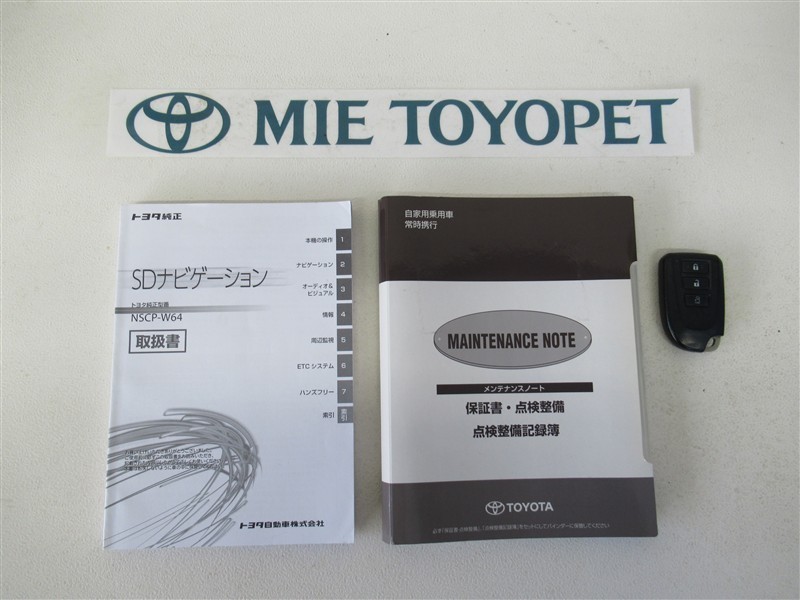 MIE TOYOPET
トヨタ純正
SDナビゲーション
トヨタ純正型番
NSCP-W64
取扱書
本機の操作 1
ナビゲーション 2
オーディオ&
ビジュアル 3
情報 4
周辺監視 5
ETCシステム 6
ハンズフリー 7
索引 索引
トヨタ自動車株式会社
自家用乗用車
常時携行
MAINTENANCE NOTE
メンテナンスノート
保証書・点検整備
点検整備記録簿
TOYOTA